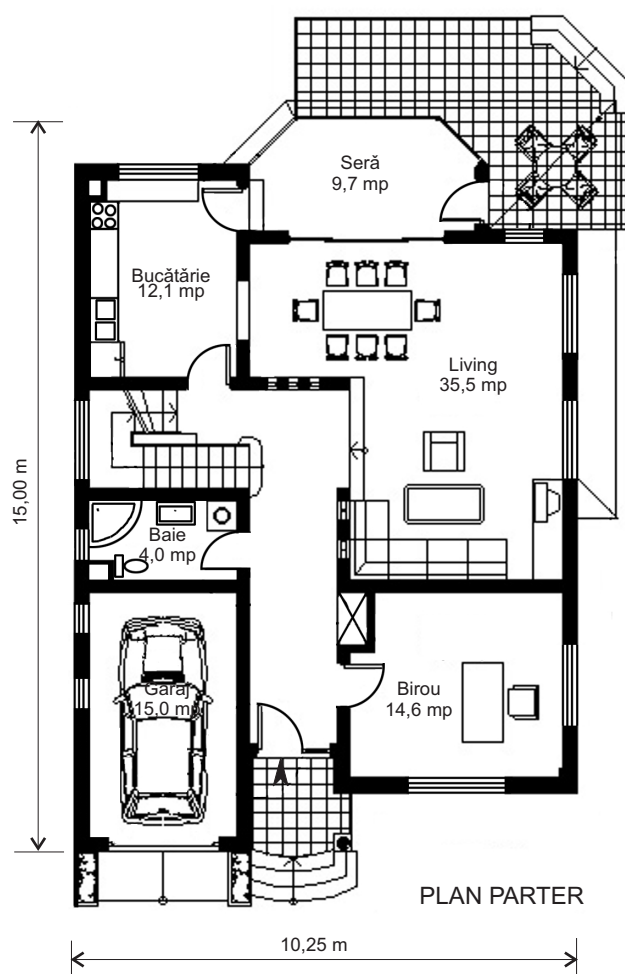 Seră
9,7 mp
Bucătărie
12,1 mp
Living
35,5 mp
15,00 m
Baie
4,0 mp
Garaj
15,0 m
Birou
14,6 mp
PLAN PARTER
10,25 m